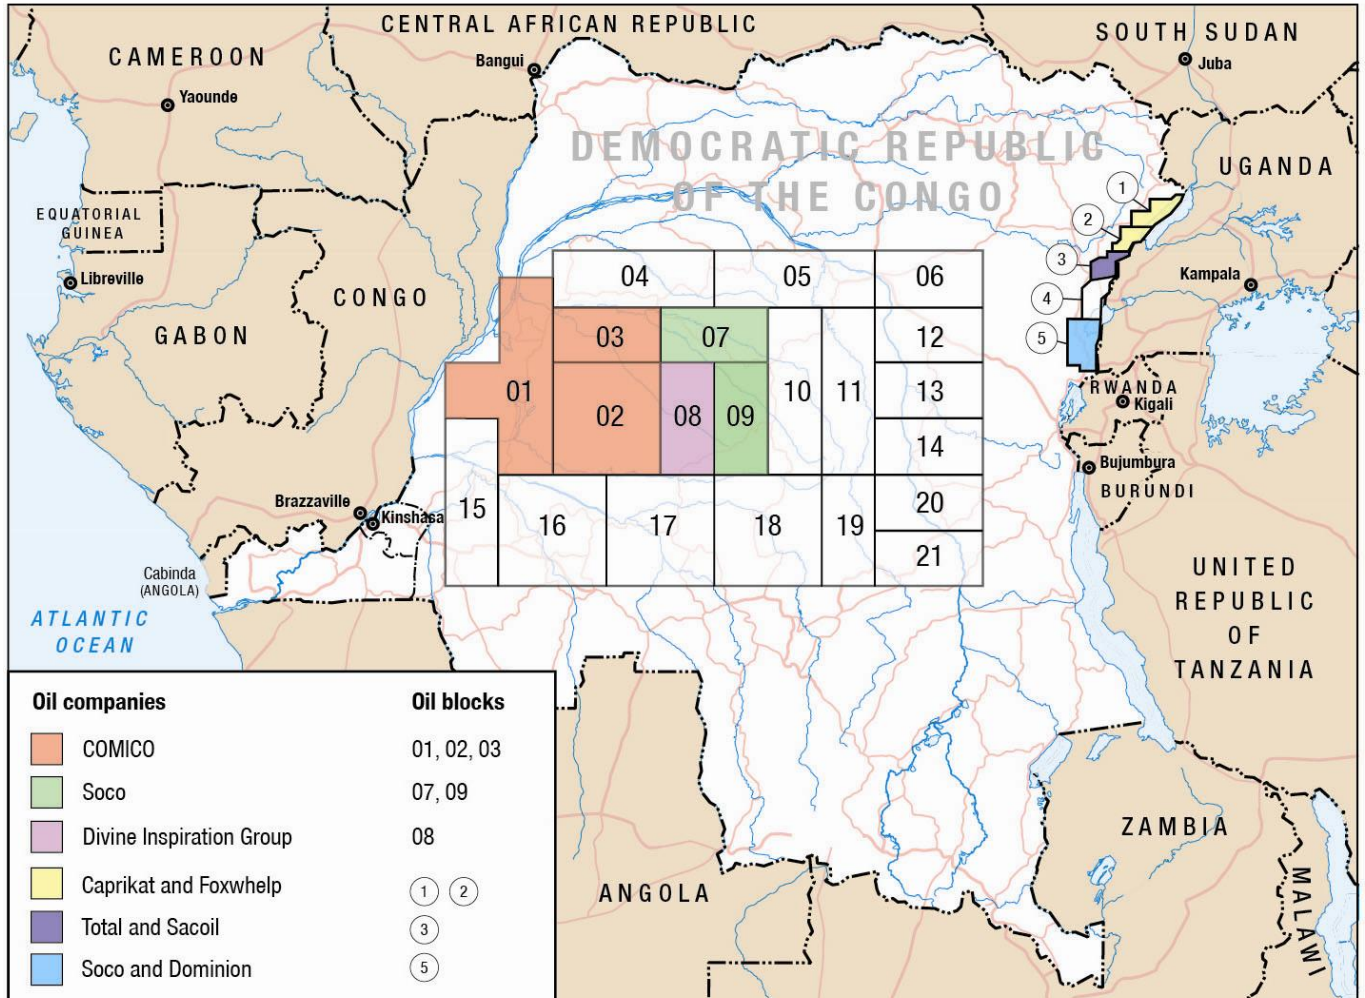 CENTRAL AFRICAN REPUBLIC
SOUTH SUDAN
CAMEROON
Bangui
Juba
Yaounde
DEMOCRATIC REPUBLIC
OF THE CONGO
UGANDA
EQUATORIAL
GUINEA
1
2
3
4
5
Libreville
CONGO
Kampala
GABON
04
05
06
03
07
12
01
02
08
09
10
11
13
14
RWANDA
Kigali
Bujumbura
BURUNDI
Brazzaville
Kinshasa
15
16
17
18
19
20
21
Cabinda
(ANGOLA)
ATLANTIC
OCEAN
UNITED
REPUBLIC
OF
TANZANIA
ZAMBIA
ANGOLA
MALAWI
Oil companies Oil blocks
COMICO 01, 02, 03
Soco 07, 09
Divine Inspiration Group 08
Caprikat and Foxwhelp 1 2
Total and Sacoil 3
Soco and Dominion 5